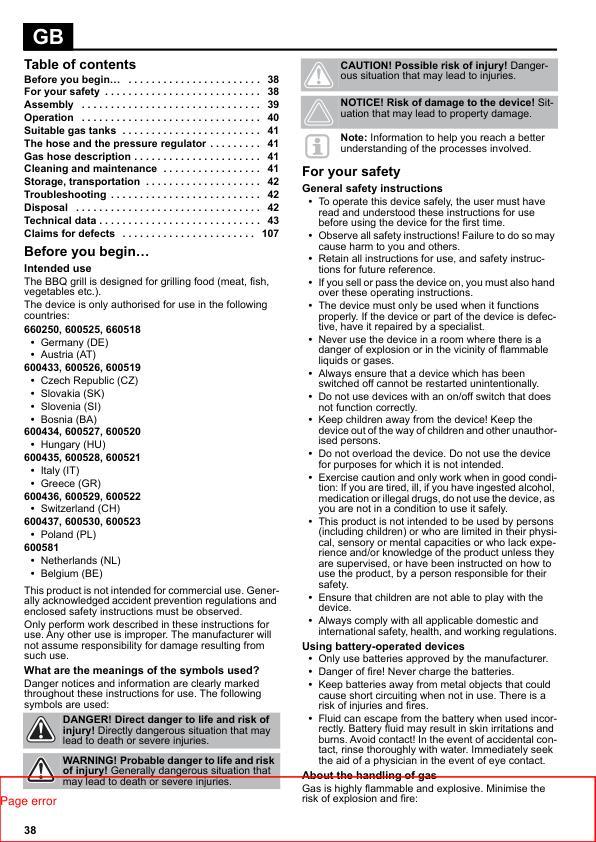 GB
Table of contents
Before you begin… . . . . . . . . . . . . . . . . . . . . . . . 38
For your safety . . . . . . . . . . . . . . . . . . . . . . . . . . . 38
Assembly . . . . . . . . . . . . . . . . . . . . . . . . . . . . . . . 39
Operation . . . . . . . . . . . . . . . . . . . . . . . . . . . . . . . 40
Suitable gas tanks . . . . . . . . . . . . . . . . . . . . . . . . 41
The hose and the pressure regulator . . . . . . . . . 41
Gas hose description . . . . . . . . . . . . . . . . . . . . . . 41
Cleaning and maintenance . . . . . . . . . . . . . . . . . 41
Storage, transportation . . . . . . . . . . . . . . . . . . . . 42
Troubleshooting . . . . . . . . . . . . . . . . . . . . . . . . . . 42
Disposal . . . . . . . . . . . . . . . . . . . . . . . . . . . . . . . . 42
Technical data . . . . . . . . . . . . . . . . . . . . . . . . . . . . 43
Claims for defects . . . . . . . . . . . . . . . . . . . . . . . 107
Before you begin…
Intended use
The BBQ grill is designed for grilling food (meat, fish,
vegetables etc.).
The device is only authorised for use in the following
countries:
660250, 600525, 660518
• Germany (DE)
• Austria (AT)
600433, 600526, 600519
• Czech Republic (CZ)
• Slovakia (SK)
• Slovenia (SI)
• Bosnia (BA)
600434, 600527, 600520
• Hungary (HU)
600435, 600528, 600521
• Italy (IT)
• Greece (GR)
600436, 600529, 600522
• Switzerland (CH)
600437, 600530, 600523
• Poland (PL)
600581
• Netherlands (NL)
• Belgium (BE)
This product is not intended for commercial use. Gener-
ally acknowledged accident prevention regulations and
enclosed safety instructions must be observed.
Only perform work described in these instructions for
use. Any other use is improper. The manufacturer will
not assume responsibility for damage resulting from
such use.
What are the meanings of the symbols used?
Danger notices and information are clearly marked
throughout these instructions for use. The following
symbols are used:
DANGER! Direct danger to life and risk of
injury! Directly dangerous situation that may
lead to death or severe injuries.
WARNING! Probable danger to life and risk
of injury! Generally dangerous situation that
may lead to death or severe injuries.
CAUTION! Possible risk of injury! Danger-
ous situation that may lead to injuries.
NOTICE! Risk of damage to the device! Sit-
uation that may lead to property damage.
Note: Information to help you reach a better
understanding of the processes involved.
For your safety
General safety instructions
• To operate this device safely, the user must have
read and understood these instructions for use
before using the device for the first time.
• Observe all safety instructions! Failure to do so may
cause harm to you and others.
• Retain all instructions for use, and safety instruc-
tions for future reference.
• If you sell or pass the device on, you must also hand
over these operating instructions.
• The device must only be used when it functions
properly. If the device or part of the device is defec-
tive, have it repaired by a specialist.
• Never use the device in a room where there is a
danger of explosion or in the vicinity of flammable
liquids or gases.
• Always ensure that a device which has been
switched off cannot be restarted unintentionally.
• Do not use devices with an on/off switch that does
not function correctly.
• Keep children away from the device! Keep the
device out of the way of children and other unauthor-
ised persons.
• Do not overload the device. Do not use the device
for purposes for which it is not intended.
• Exercise caution and only work when in good condi-
tion: If you are tired, ill, if you have ingested alcohol,
medication or illegal drugs, do not use the device, as
you are not in a condition to use it safely.
• This product is not intended to be used by persons
(including children) or who are limited in their physi-
cal, sensory or mental capacities or who lack expe-
rience and/or knowledge of the product unless they
are supervised, or have been instructed on how to
use the product, by a person responsible for their
safety.
• Ensure that children are not able to play with the
device.
• Always comply with all applicable domestic and
international safety, health, and working regulations.
Using battery-operated devices
• Only use batteries approved by the manufacturer.
• Danger of fire! Never charge the batteries.
• Keep batteries away from metal objects that could
cause short circuiting when not in use. There is a
risk of injuries and fires.
• Fluid can escape from the battery when used incor-
rectly. Battery fluid may result in skin irritations and
burns. Avoid contact! In the event of accidental con-
tact, rinse thoroughly with water. Immediately seek
the aid of a physician in the event of eye contact.
About the handling of gas
Gas is highly flammable and explosive. Minimise the
risk of explosion and fire:
Page error
38